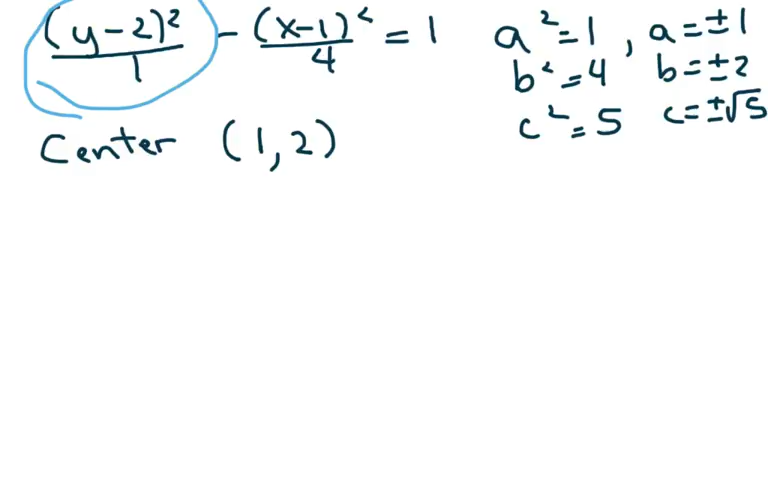 (y-2)²/1 - (x-1)²/4 = 1
a² = 1, a = ±1
b² = 4 b = ±2
c² = 5 c = ±√5
Center (1,2)